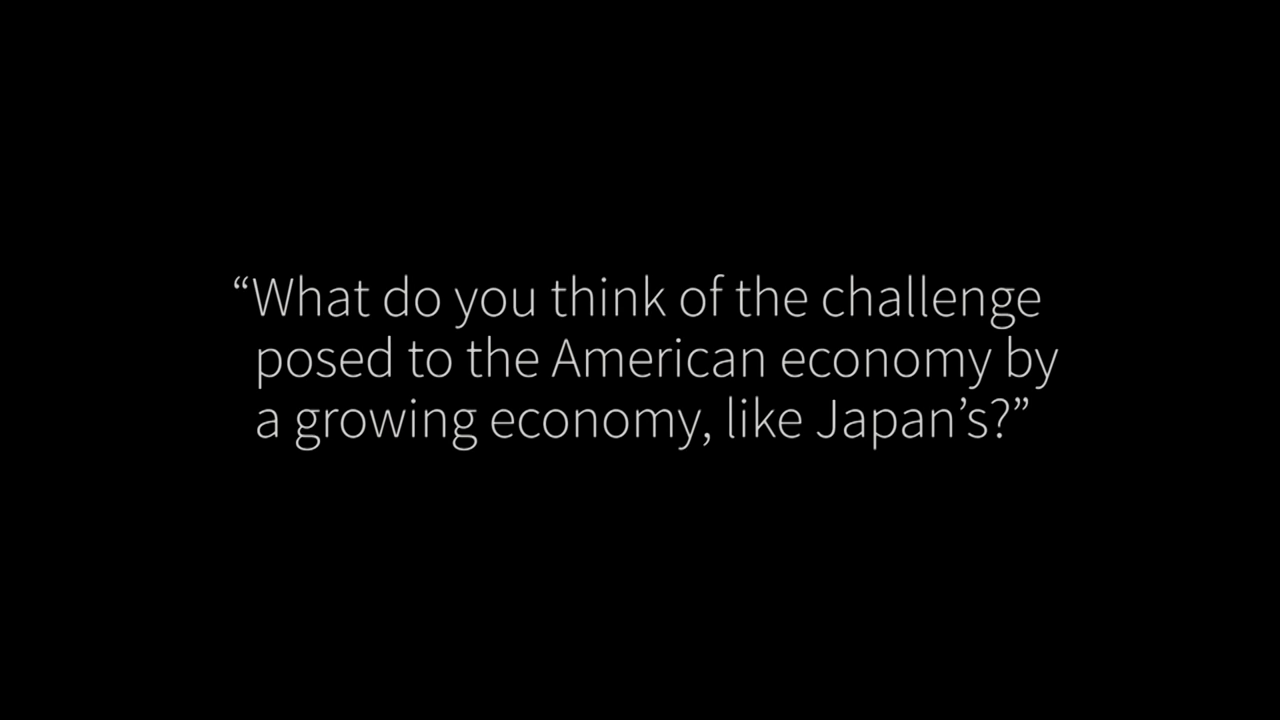 “What do you think of the challenge
posed to the American economy by
a growing economy, like Japan’s?”